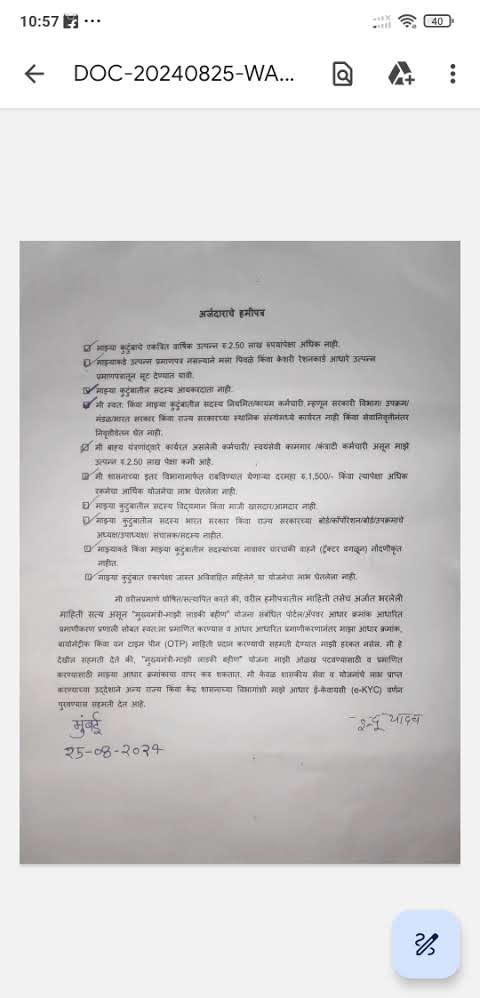 10:57
40
DOC-20240825-WA...
अर्जदाराचे हमीपत्र
माझ्या कुटुंबाचे एकत्रित वार्षिक उत्पन्न रु.2.50 लाख रुपयांपेक्षा अधिक नाही.
माझ्याकडे उत्पन्न प्रमाणपत्र नसल्याने मला पिवळे किंवा केशरी रेशनकार्ड आधारे उत्पन्न
प्रमाणपत्रातून सूट देण्यात यावी.
माझ्या कुटुंबातील सदस्य आयकरदाता नाही.
मी स्वतः किंवा माझ्या कुटुंबातील सदस्य नियमित/कायम कर्मचारी म्हणून सरकारी विभाग/ उपक्रम/
मंडळ/भारत सरकार किंवा राज्य सरकारच्या स्थानिक संस्थेमध्ये कार्यरत नाही किंवा सेवानिवृत्तीनंतर
निवृत्तीवेतन घेत नाही.
मी बाह्य यंत्रणांद्वारे कार्यरत असलेली कर्मचारी/ स्वयंसेवी कामगार /कंत्राटी कर्मचारी असून माझे
उत्पन्न रु.2.50 लाख पेक्षा कमी आहे.
मी शासनाच्या इतर विभागामार्फत राबविण्यात येणाऱ्या दरमहा रु.1,500/- किंवा त्यापेक्षा अधिक
रकमेचा आर्थिक योजनेचा लाभ घेतलेला नाही.
माझ्या कुटुंबातील सदस्य विद्यमान किंवा माजी खासदार/आमदार नाही.
माझ्या कुटुंबातील सदस्य भारत सरकार किंवा राज्य सरकारच्या बोर्ड/कॉर्पोरेशन/बोर्ड/उपक्रमाचे
अध्यक्ष/उपाध्यक्ष/ संचालक/सदस्य नाहीत.
माझ्याकडे किंवा माझ्या कुटुंबातील सदस्यांच्या नावावर चारचाकी वाहने (ट्रॅक्टर वगळून) नोंदणीकृत
नाहीत.
माझ्या कुटुंबात एकापेक्षा जास्त अविवाहित महिलेने या योजनेचा लाभ घेतलेला नाही.
मी वरीलप्रमाणे घोषित/सत्यापित करते की, वरील हमीपत्रातील माहिती तसेच अर्जात भरलेली
माहिती सत्य असून "मुख्यमंत्री-माझी लाडकी बहीण" योजना संबंधित पोर्टल/ॲपवर आधार क्रमांक आधारित
प्रमाणीकरण प्रणाली सोबत स्वत:ला प्रमाणित करण्यास व आधार आधारित प्रमाणीकरणानंतर माझा आधार क्रमांक,
बायोमेट्रीक किंवा वन टाइम पीन (OTP) माहिती प्रदान करण्याची सहमती देण्यात माझी हरकत नसेल. मी हे
देखील सहमती देते की, "मुख्यमंत्री-माझी लाडकी बहीण" योजना माझी ओळख पटवण्यासाठी व प्रमाणित
करण्यासाठी माझ्या आधार क्रमांकाचा वापर करू शकतात. मी केवळ शासकीय सेवा व योजनांचे लाभ प्राप्त
करण्याच्या उद्देशाने अन्य राज्य किंवा केंद्र शासनाच्या विभागांशी माझे आधार ई-केवायसी (e-KYC) वर्णन
पुरवण्यास सहमती देत आहे.
मुंबई
इन्दू यादव
25-08-2024